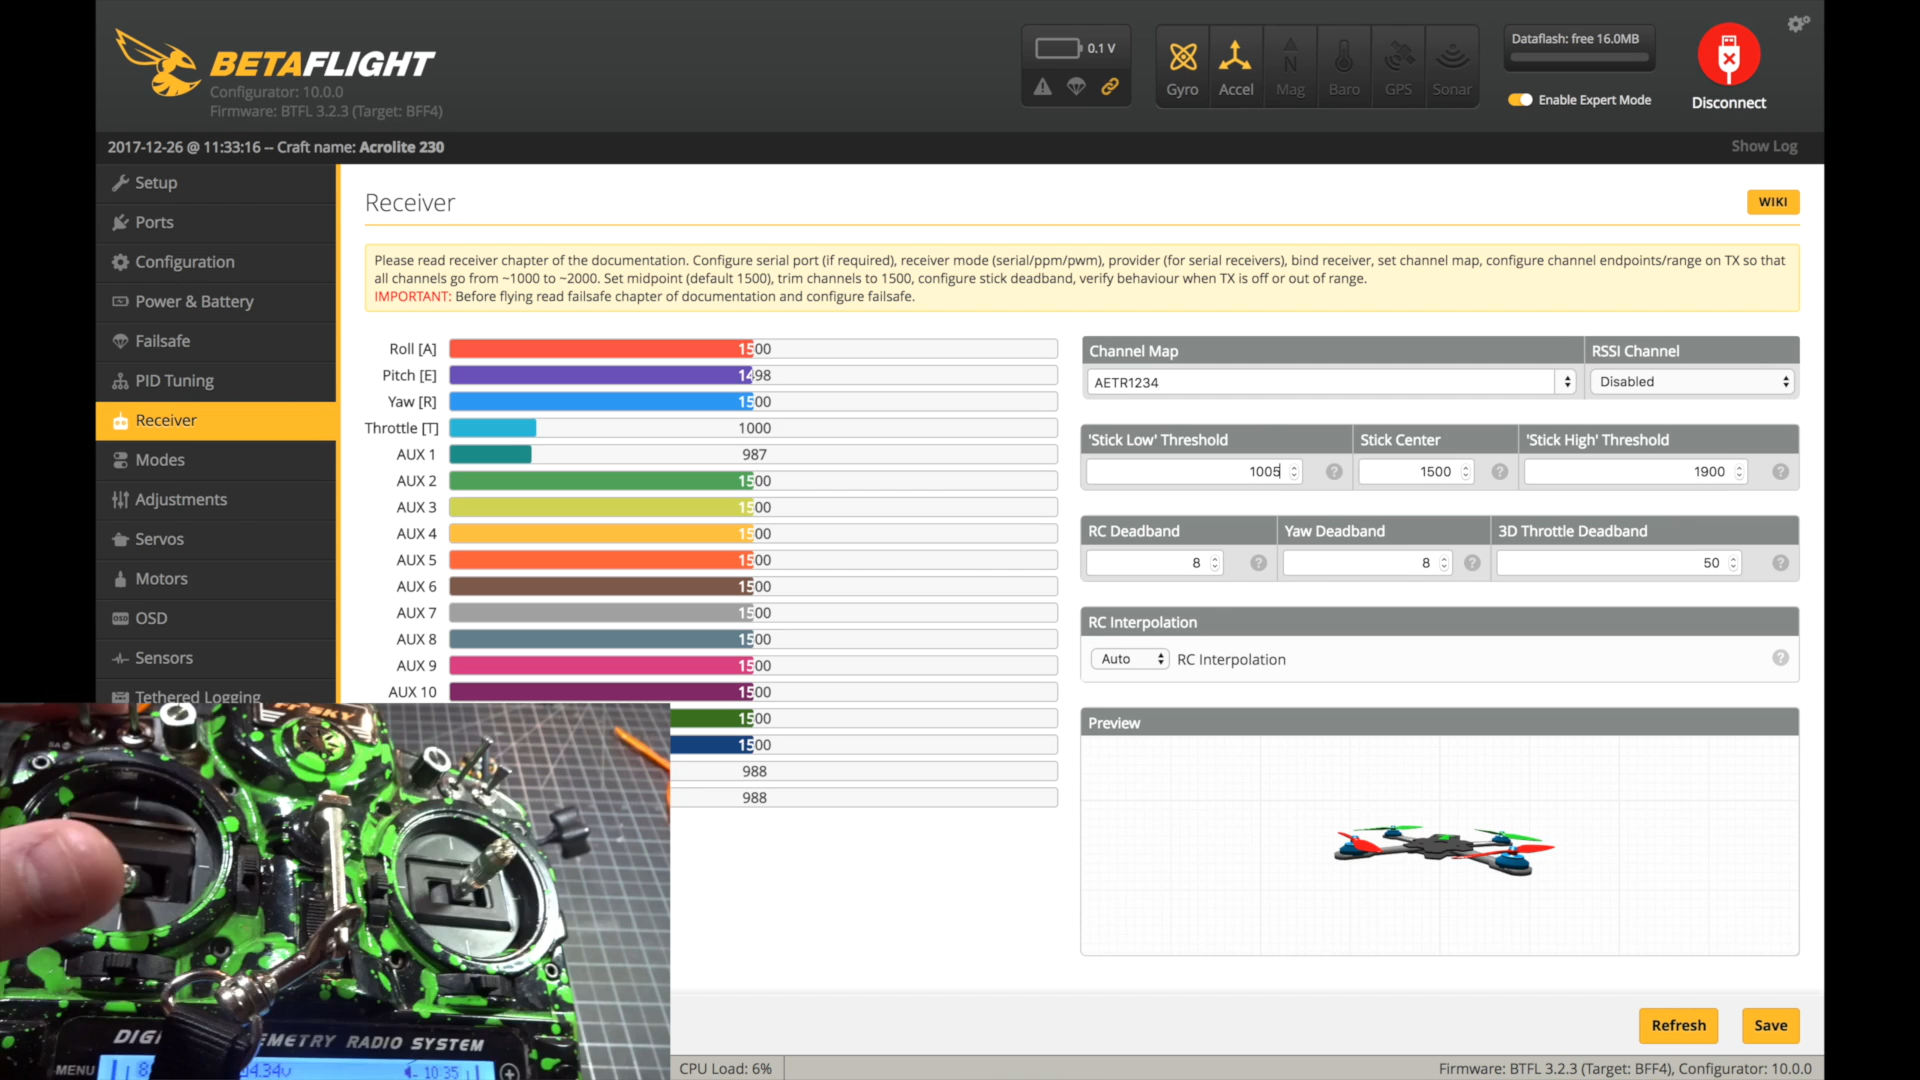 BETAFLIGHT
Configurator: 10.0.0
Firmware: BTFL 3.2.3 (Target: BFF4)
0.1 V
Gyro
Accel
Mag
Baro
GPS
Sonar
Dataflash: free 16.0MB
Enable Expert Mode
Disconnect
2017-12-26 @ 11:33:16 -- Craft name: Acrolite 230
Show Log
Setup
Ports
Configuration
Power & Battery
Failsafe
PID Tuning
Receiver
Modes
Adjustments
Servos
Motors
OSD
Sensors
Tethered Logging
Receiver
WIKI
Please read receiver chapter of the documentation. Configure serial port (if required), receiver mode (serial/ppm/pwm), provider (for serial receivers), bind receiver, set channel map, configure channel endpoints/range on TX so that
all channels go from ~1000 to ~2000. Set midpoint (default 1500), trim channels to 1500, configure stick deadband, verify behaviour when TX is off or out of range.
IMPORTANT: Before flying read failsafe chapter of documentation and configure failsafe.
Roll [A] 1500
Pitch [E] 1498
Yaw [R] 1500
Throttle [T] 1000
AUX 1 987
AUX 2 1500
AUX 3 1500
AUX 4 1500
AUX 5 1500
AUX 6 1500
AUX 7 1500
AUX 8 1500
AUX 9 1500
AUX 10 1500
1500
1500
988
988
Channel Map
RSSI Channel
AETR1234
Disabled
'Stick Low' Threshold
Stick Center
'Stick High' Threshold
1005
1500
1900
RC Deadband
Yaw Deadband
3D Throttle Deadband
8
8
50
RC Interpolation
Auto
RC Interpolation
Preview
Refresh
Save
DIGI
EMETRY RADIO SYSTEM
MENU
4.34v
10:35
CPU Load: 6%
Firmware: BTFL 3.2.3 (Target: BFF4), Configurator: 10.0.0